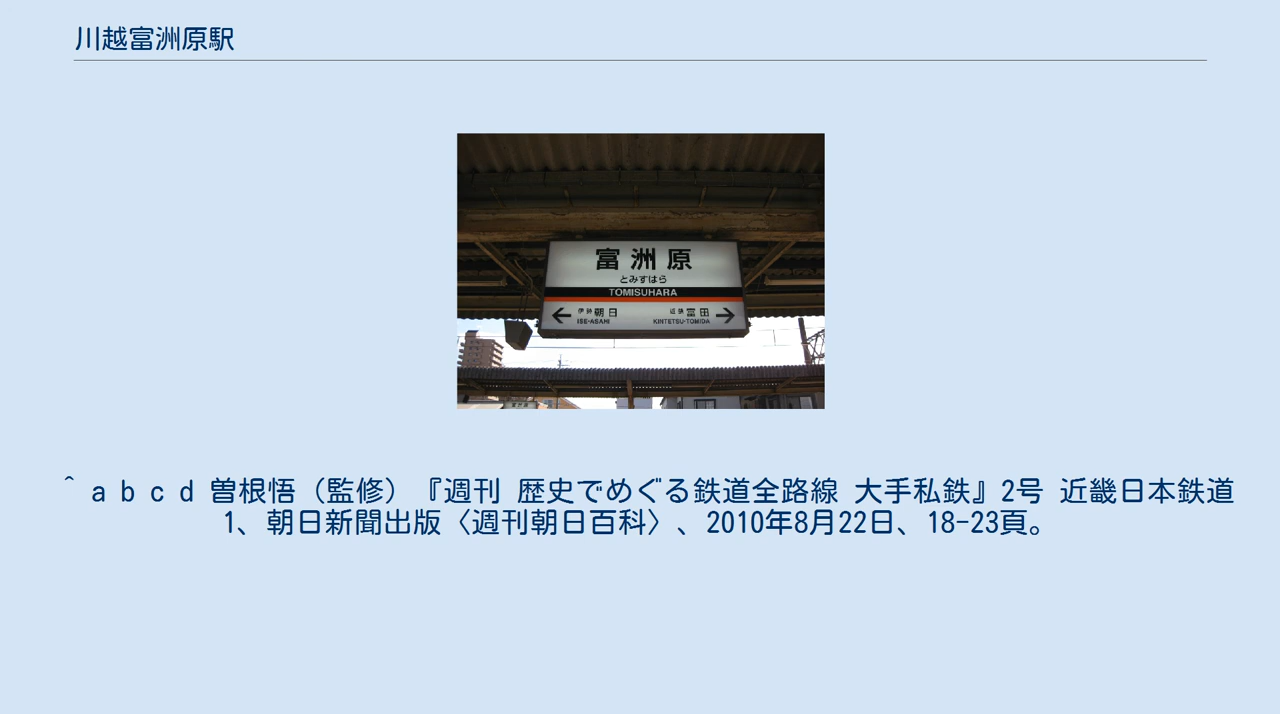 川越富洲原駅
富洲原
とみすはら
TOMISUHARA
伊勢朝日 近鉄富田
ISE-ASAHI KINTETSU-TOMIDA
^ a b c d 曽根悟（監修）『週刊 歴史でめぐる鉄道全路線 大手私鉄』2号 近畿日本鉄道
1、朝日新聞出版〈週刊朝日百科〉、2010年8月22日、18-23頁。